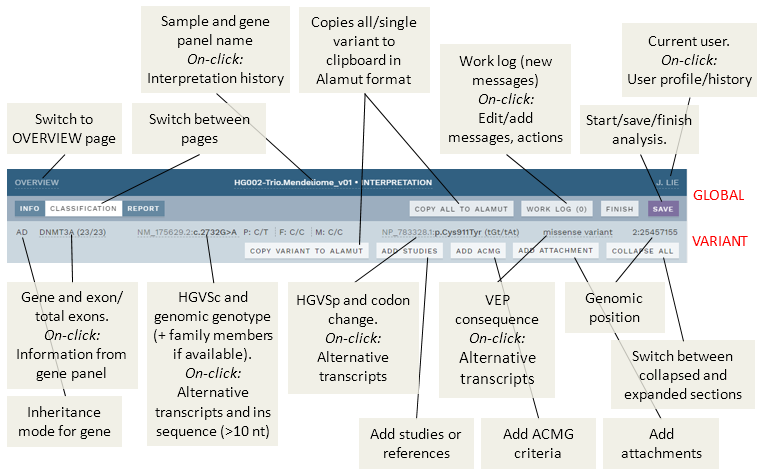 Sample and gene
panel name
On-click:
Interpretation history
Copies all/single
variant to
clipboard in
Alamut format
Work log (new
messages)
On-click:
Edit/add
messages, actions
Current user.
On-click:
User profile/history
Switch to
OVERVIEW page
Switch between
pages
Start/save/finish
analysis.
OVERVIEW
HG002-Trio.Mendeliome_v01 • INTERPRETATION
J. LIE
GLOBAL
INFO
CLASSIFICATION
REPORT
COPY ALL TO ALAMUT
WORK LOG (0)
FINISH
SAVE
AD
DNMT3A (23/23)
NM_175629.2:c.2732G>A
P: C/T
F: C/C
M: C/C
NP_783328.1:p.Cys911Tyr (tGt/tAt)
missense variant
2:25457155
VARIANT
COPY VARIANT TO ALAMUT
ADD STUDIES
ADD ACMG
ADD ATTACHMENT
COLLAPSE ALL
Gene and exon/
total exons.
On-click:
Information from
gene panel
HGVSc and
genomic genotype
(+ family members
if available).
On-click:
Alternative
transcripts and ins
sequence (>10 nt)
HGVSp and codon
change.
On-click:
Alternative
transcripts
VEP
consequence
On-click:
Alternative
transcripts
Genomic
position
Switch between
collapsed and
expanded sections
Inheritance
mode for gene
Add studies or
references
Add ACMG
criteria
Add
attachments